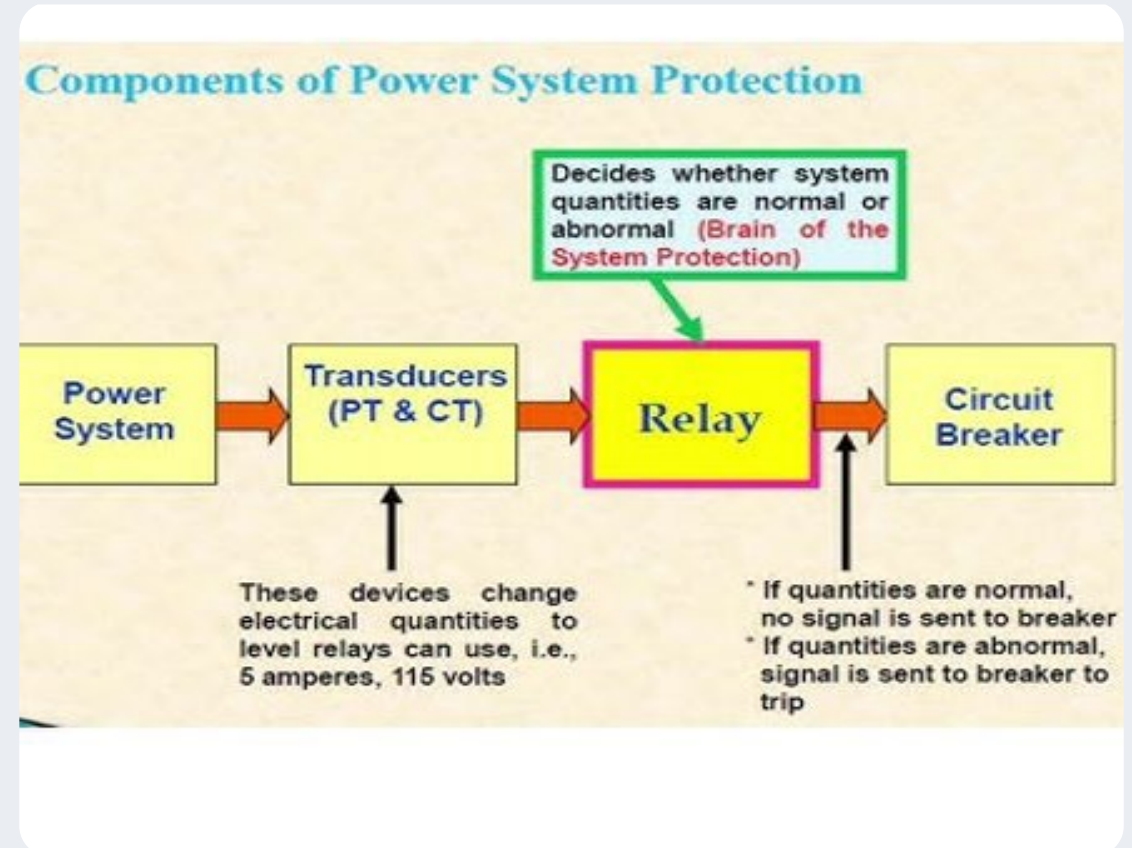 Components of Power System Protection
Decides whether system
quantities are normal or
abnormal (Brain of the
System Protection)
Power
System
Transducers
(PT & CT)
Relay
Circuit
Breaker
These devices change
electrical quantities to
level relays can use, i.e.,
5 amperes, 115 volts
* If quantities are normal,
no signal is sent to breaker
* If quantities are abnormal,
signal is sent to breaker to
trip